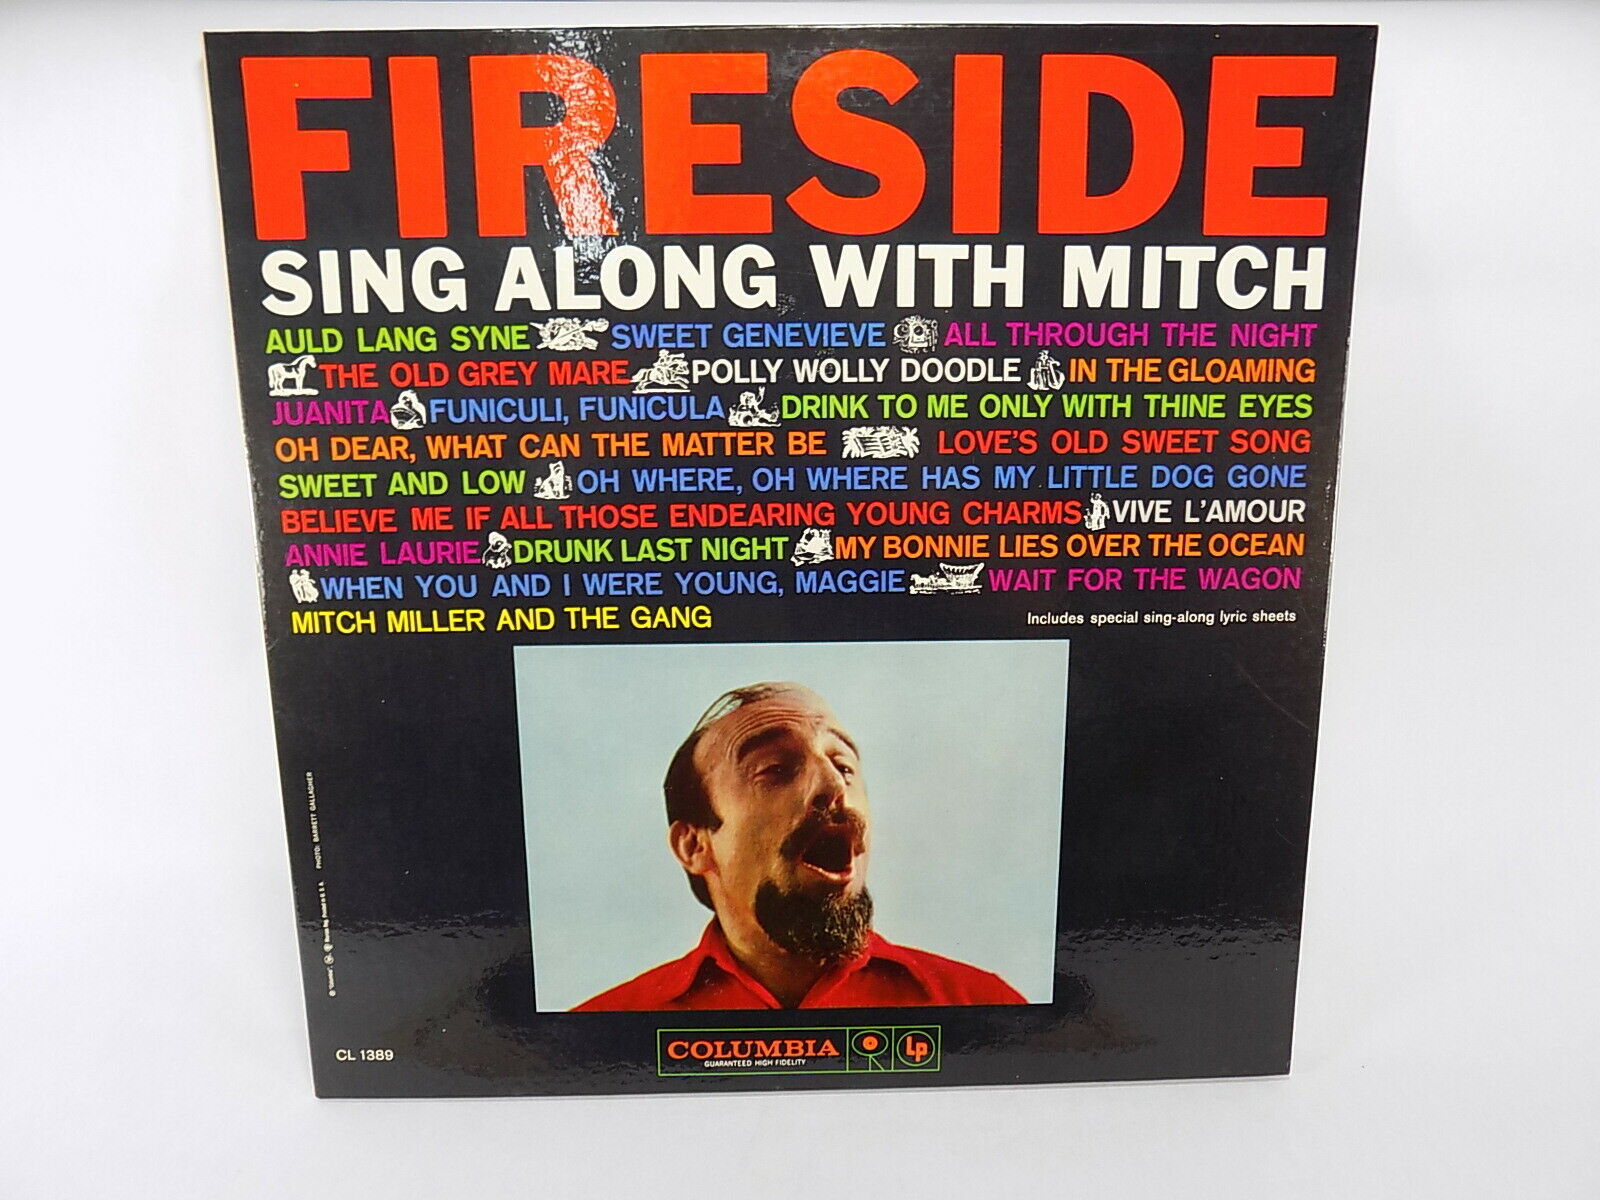 FIRESIDE
SING ALONG WITH MITCH
AULD LANG SYNE SWEET GENEVIEVE ALL THROUGH THE NIGHT
THE OLD GREY MARE POLLY WOLLY DOODLE IN THE GLOAMING
JUANITA FUNICULI, FUNICULA DRINK TO ME ONLY WITH THINE EYES
OH DEAR, WHAT CAN THE MATTER BE LOVE'S OLD SWEET SONG
SWEET AND LOW OH WHERE, OH WHERE HAS MY LITTLE DOG GONE
BELIEVE ME IF ALL THOSE ENDEARING YOUNG CHARMS VIVE L'AMOUR
ANNIE LAURIE DRUNK LAST NIGHT MY BONNIE LIES OVER THE OCEAN
WHEN YOU AND I WERE YOUNG, MAGGIE WAIT FOR THE WAGON
MITCH MILLER AND THE GANG
Includes special sing-along lyric sheets
PHOTO: BARRETT GALLAGHER
® "Columbia", Marcas Reg. Printed in U.S.A
CL 1389
COLUMBIA
GUARANTEED HIGH FIDELITY
Lp